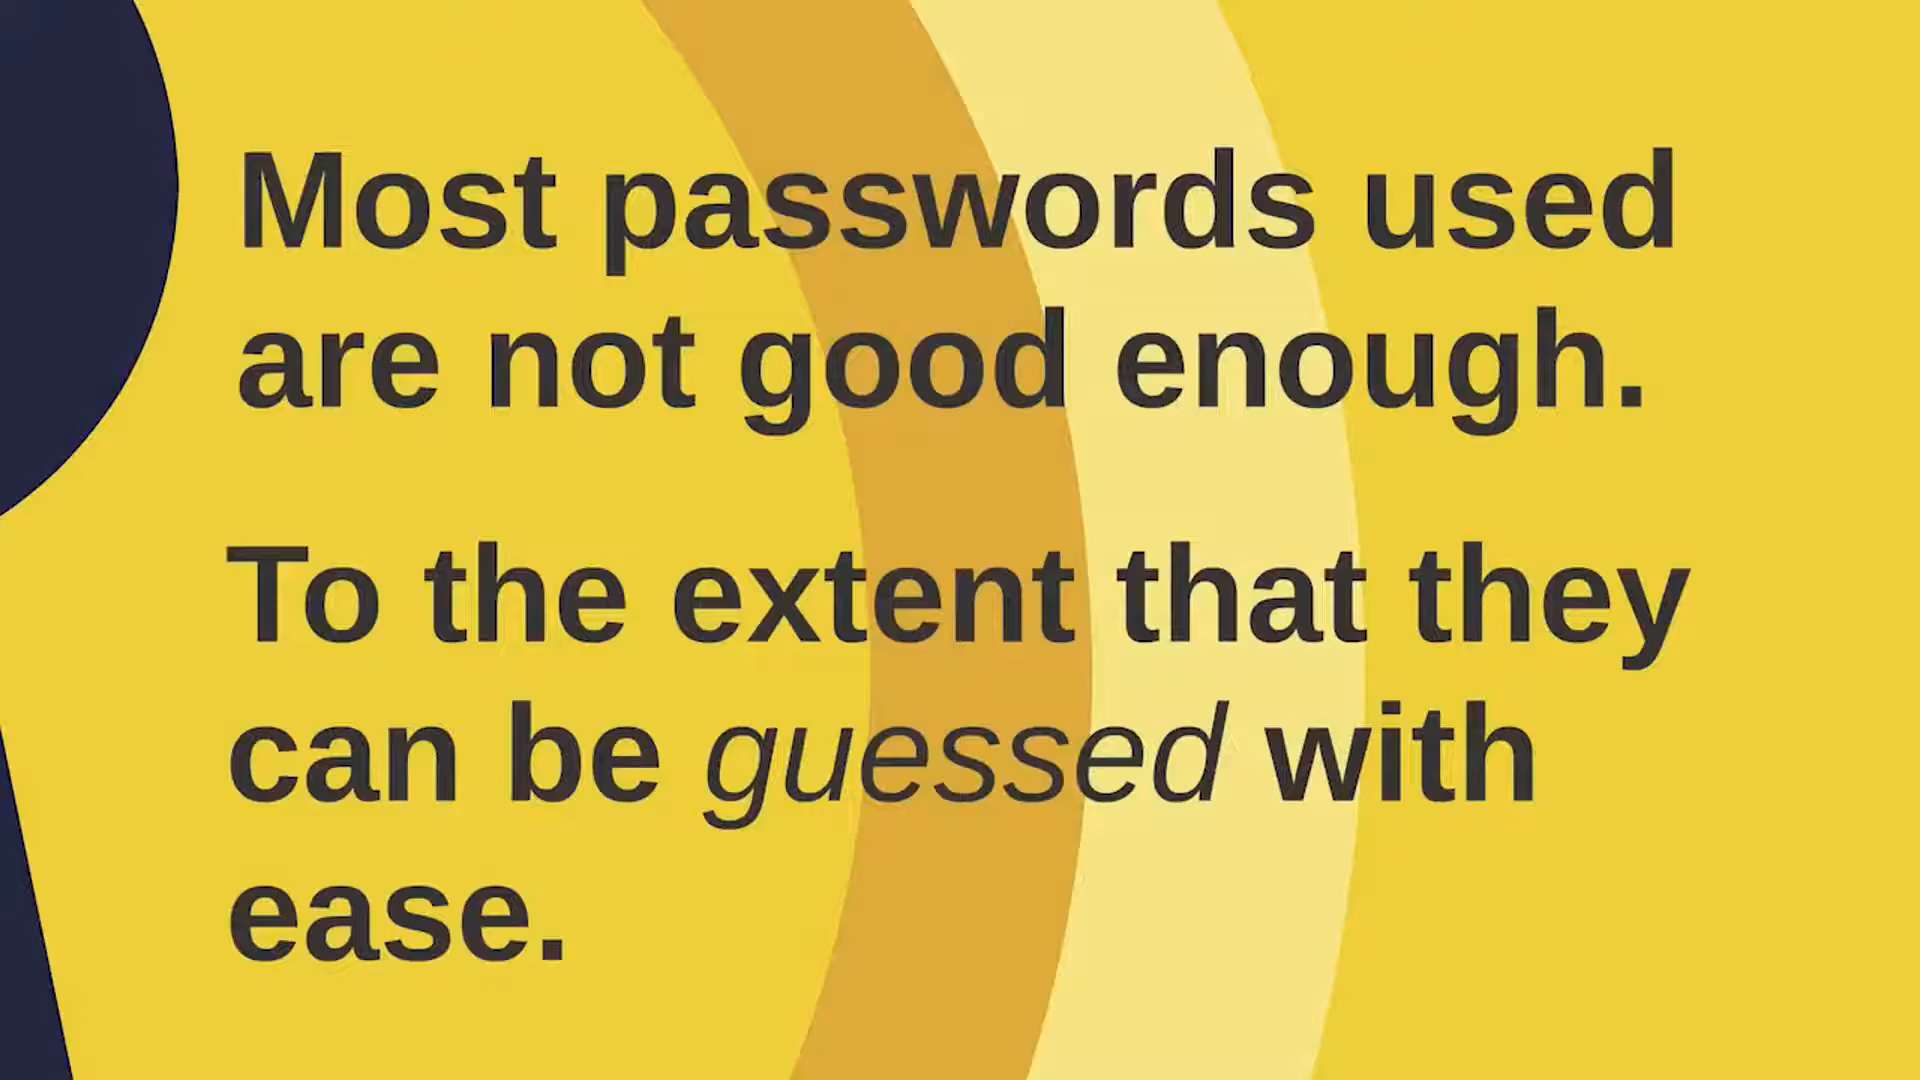 Most passwords used
are not good enough.
To the extent that they
can be guessed with
ease.